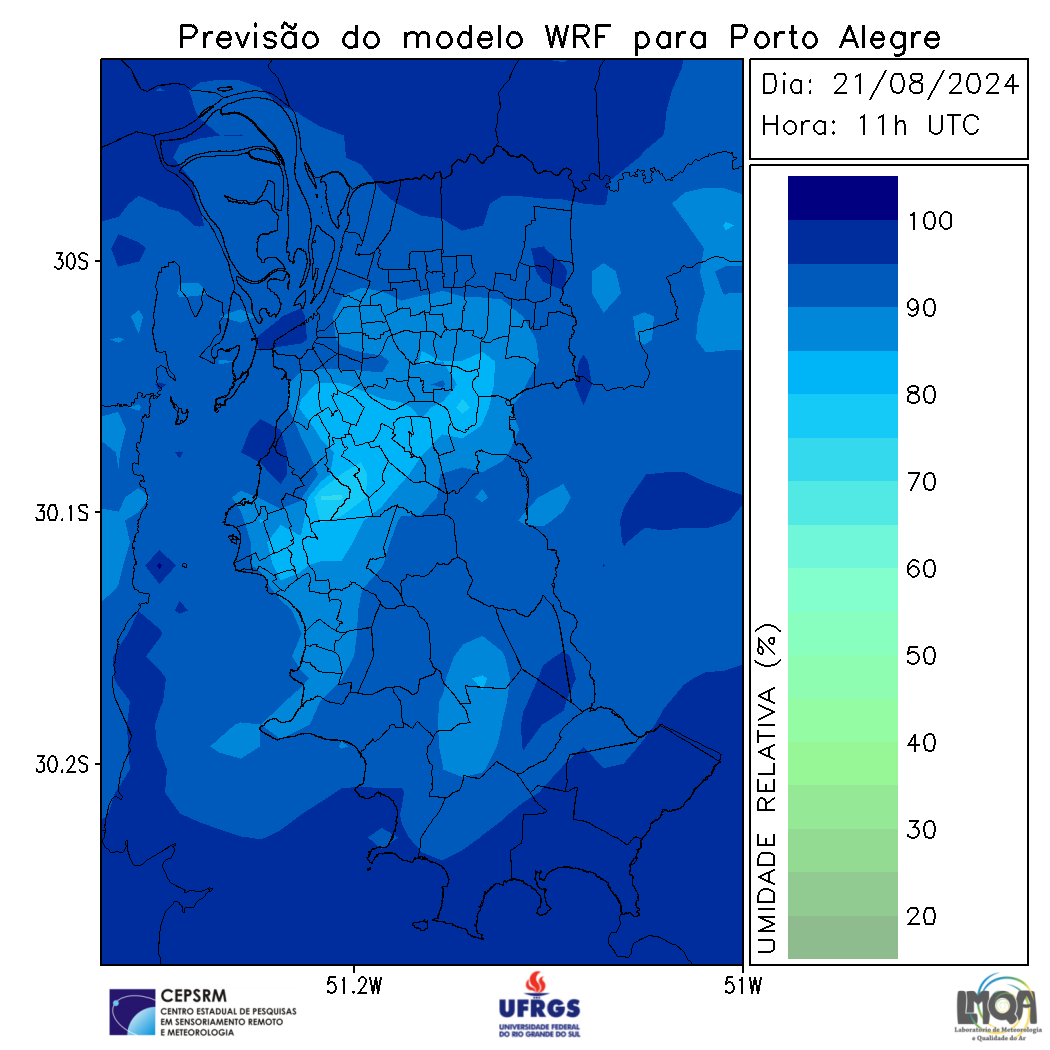 Previsão do modelo WRF para Porto Alegre
Dia: 21/08/2024
Hora: 11h UTC
30S
30.1S
30.2S
51.2W
51W
UMIDADE RELATIVA (%)
100
90
80
70
60
50
40
30
20
CEPSRM
CENTRO ESTADUAL DE PESQUISAS
EM SENSORIAMENTO REMOTO
E METEOROLOGIA
UFRGS
UNIVERSIDADE FEDERAL
DO RIO GRANDE DO SUL
LMQA
Laboratório de Meteorologia
e Qualidade do Ar